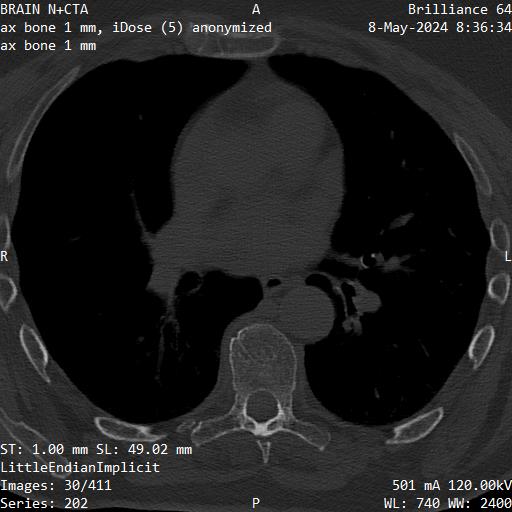 BRAIN N+CTA
ax bone 1 mm, iDose (5) anonymized
ax bone 1 mm
A
Brilliance 64
8-May-2024 8:36:34
R
L
ST: 1.00 mm SL: 49.02 mm
LittleEndianImplicit
Images: 30/411
Series: 202
P
501 mA 120.00kV
WL: 740 WW: 2400